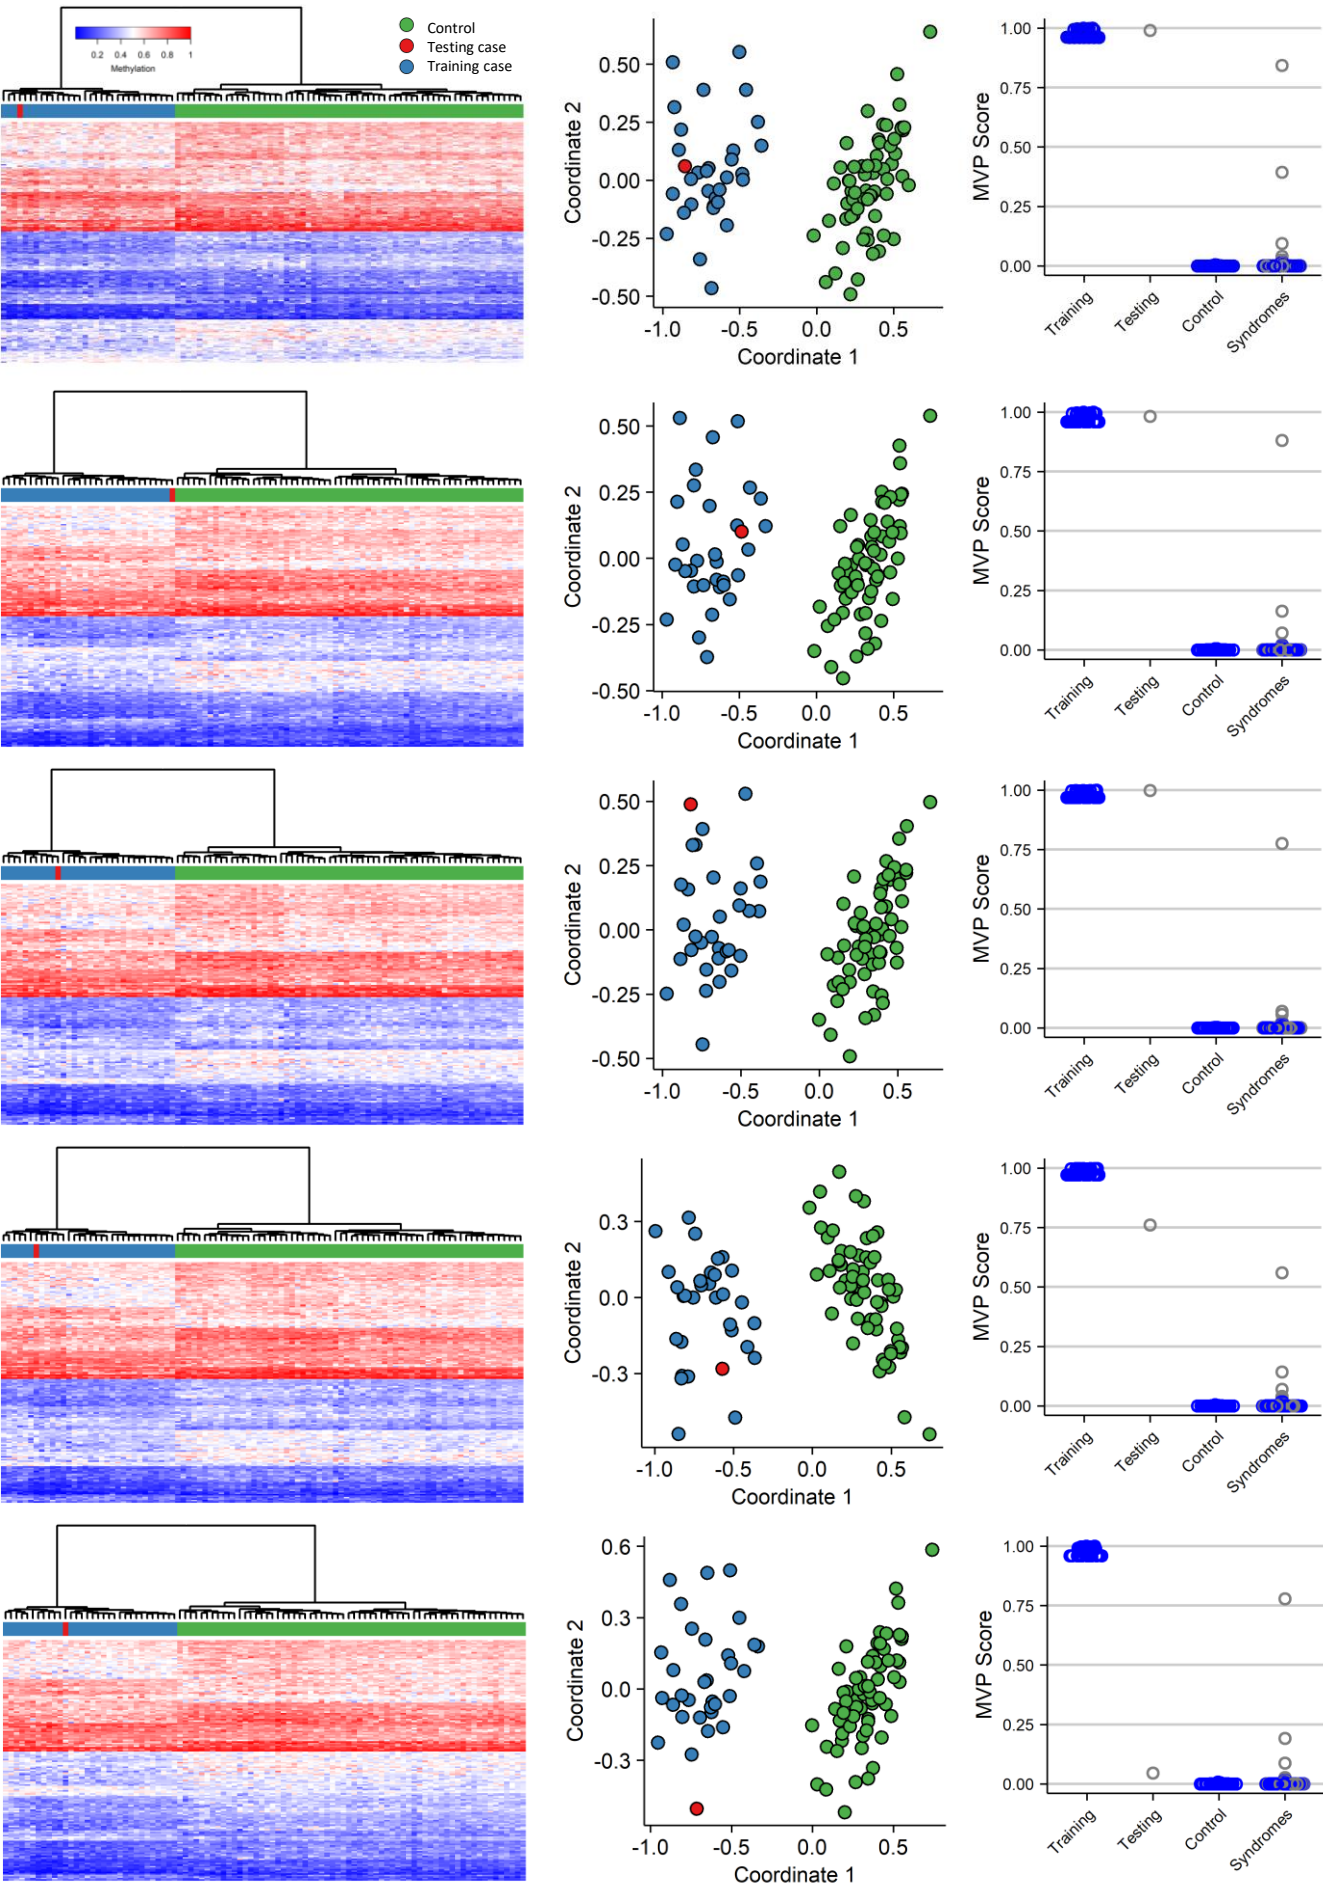 0.2 0.4 0.6 0.8 1
Methylation
Control
Testing case
Training case
Coordinate 2
0.50
0.25
0.00
-0.25
-0.50
-1.0 -0.5 0.0 0.5
Coordinate 1
MVP Score
1.00
0.75
0.50
0.25
0.00
Training Testing Control Syndromes
Coordinate 2
0.50
0.25
0.00
-0.25
-0.50
-1.0 -0.5 0.0 0.5
Coordinate 1
MVP Score
1.00
0.75
0.50
0.25
0.00
Training Testing Control Syndromes
Coordinate 2
0.50
0.25
0.00
-0.25
-0.50
-1.0 -0.5 0.0 0.5
Coordinate 1
MVP Score
1.00
0.75
0.50
0.25
0.00
Training Testing Control Syndromes
Coordinate 2
0.3
0.0
-0.3
-1.0 -0.5 0.0 0.5
Coordinate 1
MVP Score
1.00
0.75
0.50
0.25
0.00
Training Testing Control Syndromes
Coordinate 2
0.6
0.3
0.0
-0.3
-1.0 -0.5 0.0 0.5
Coordinate 1
MVP Score
1.00
0.75
0.50
0.25
0.00
Training Testing Control Syndromes